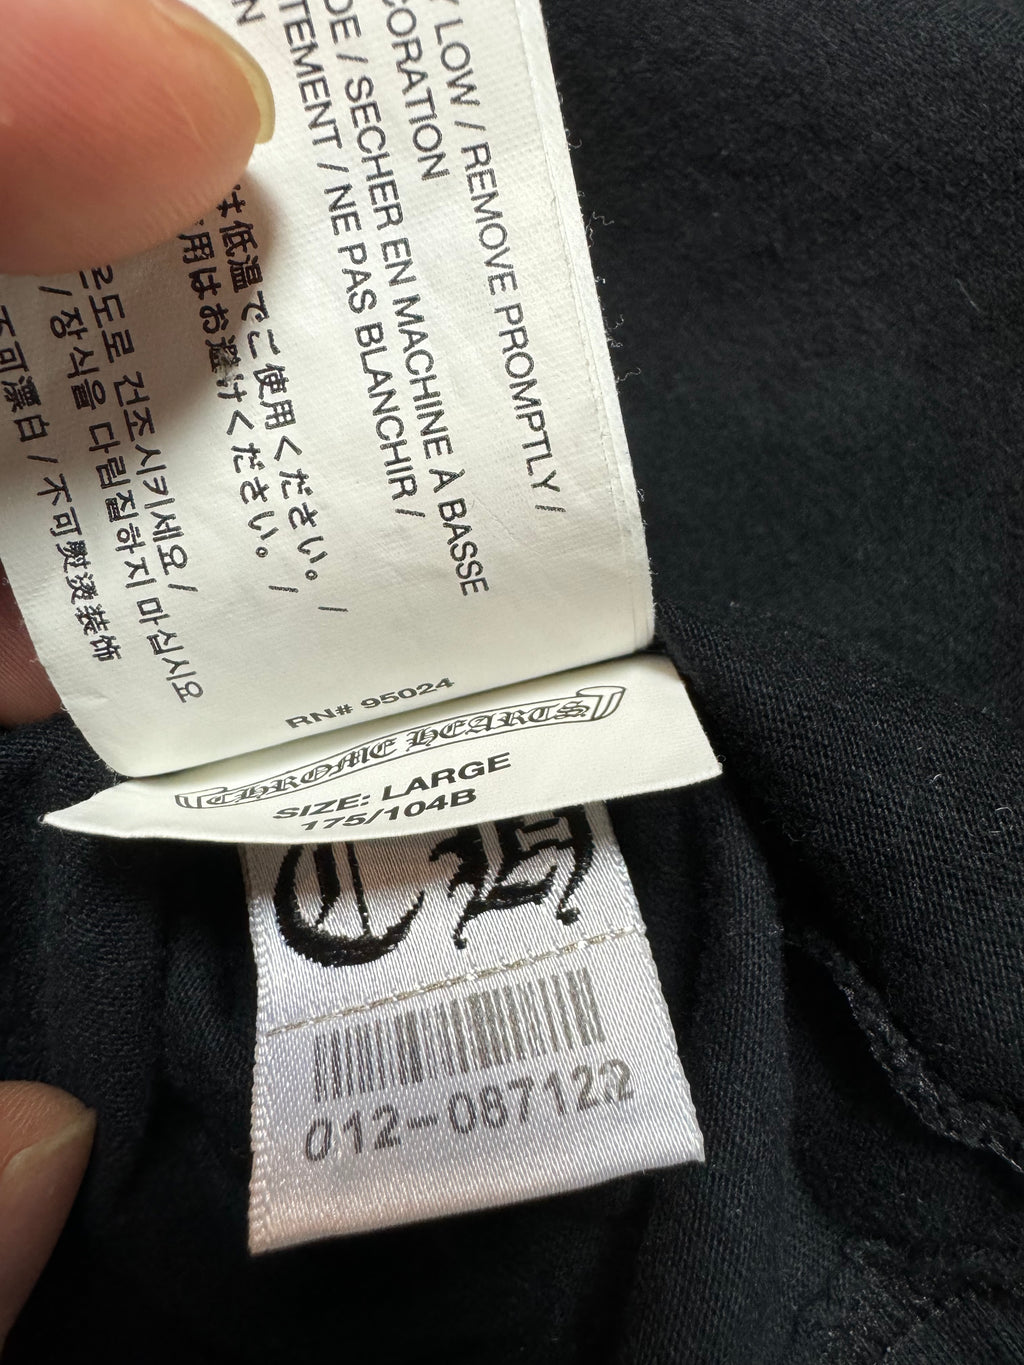 LOW / REMOVE PROMPTLY /
CORATION
DE / SECHER EN MACHINE À BASSE
TEMENT / NE PAS BLANCHIR /
N
は低温でご使用ください。 /
用はお避けください。 /
로 건조시키세요 /
/ 장식을 다림질하지 마십시오
不可漂白 / 不可熨烫装饰
RN# 95024
CHROME HEARTS
SIZE: LARGE
175/104B
CH
012-087122